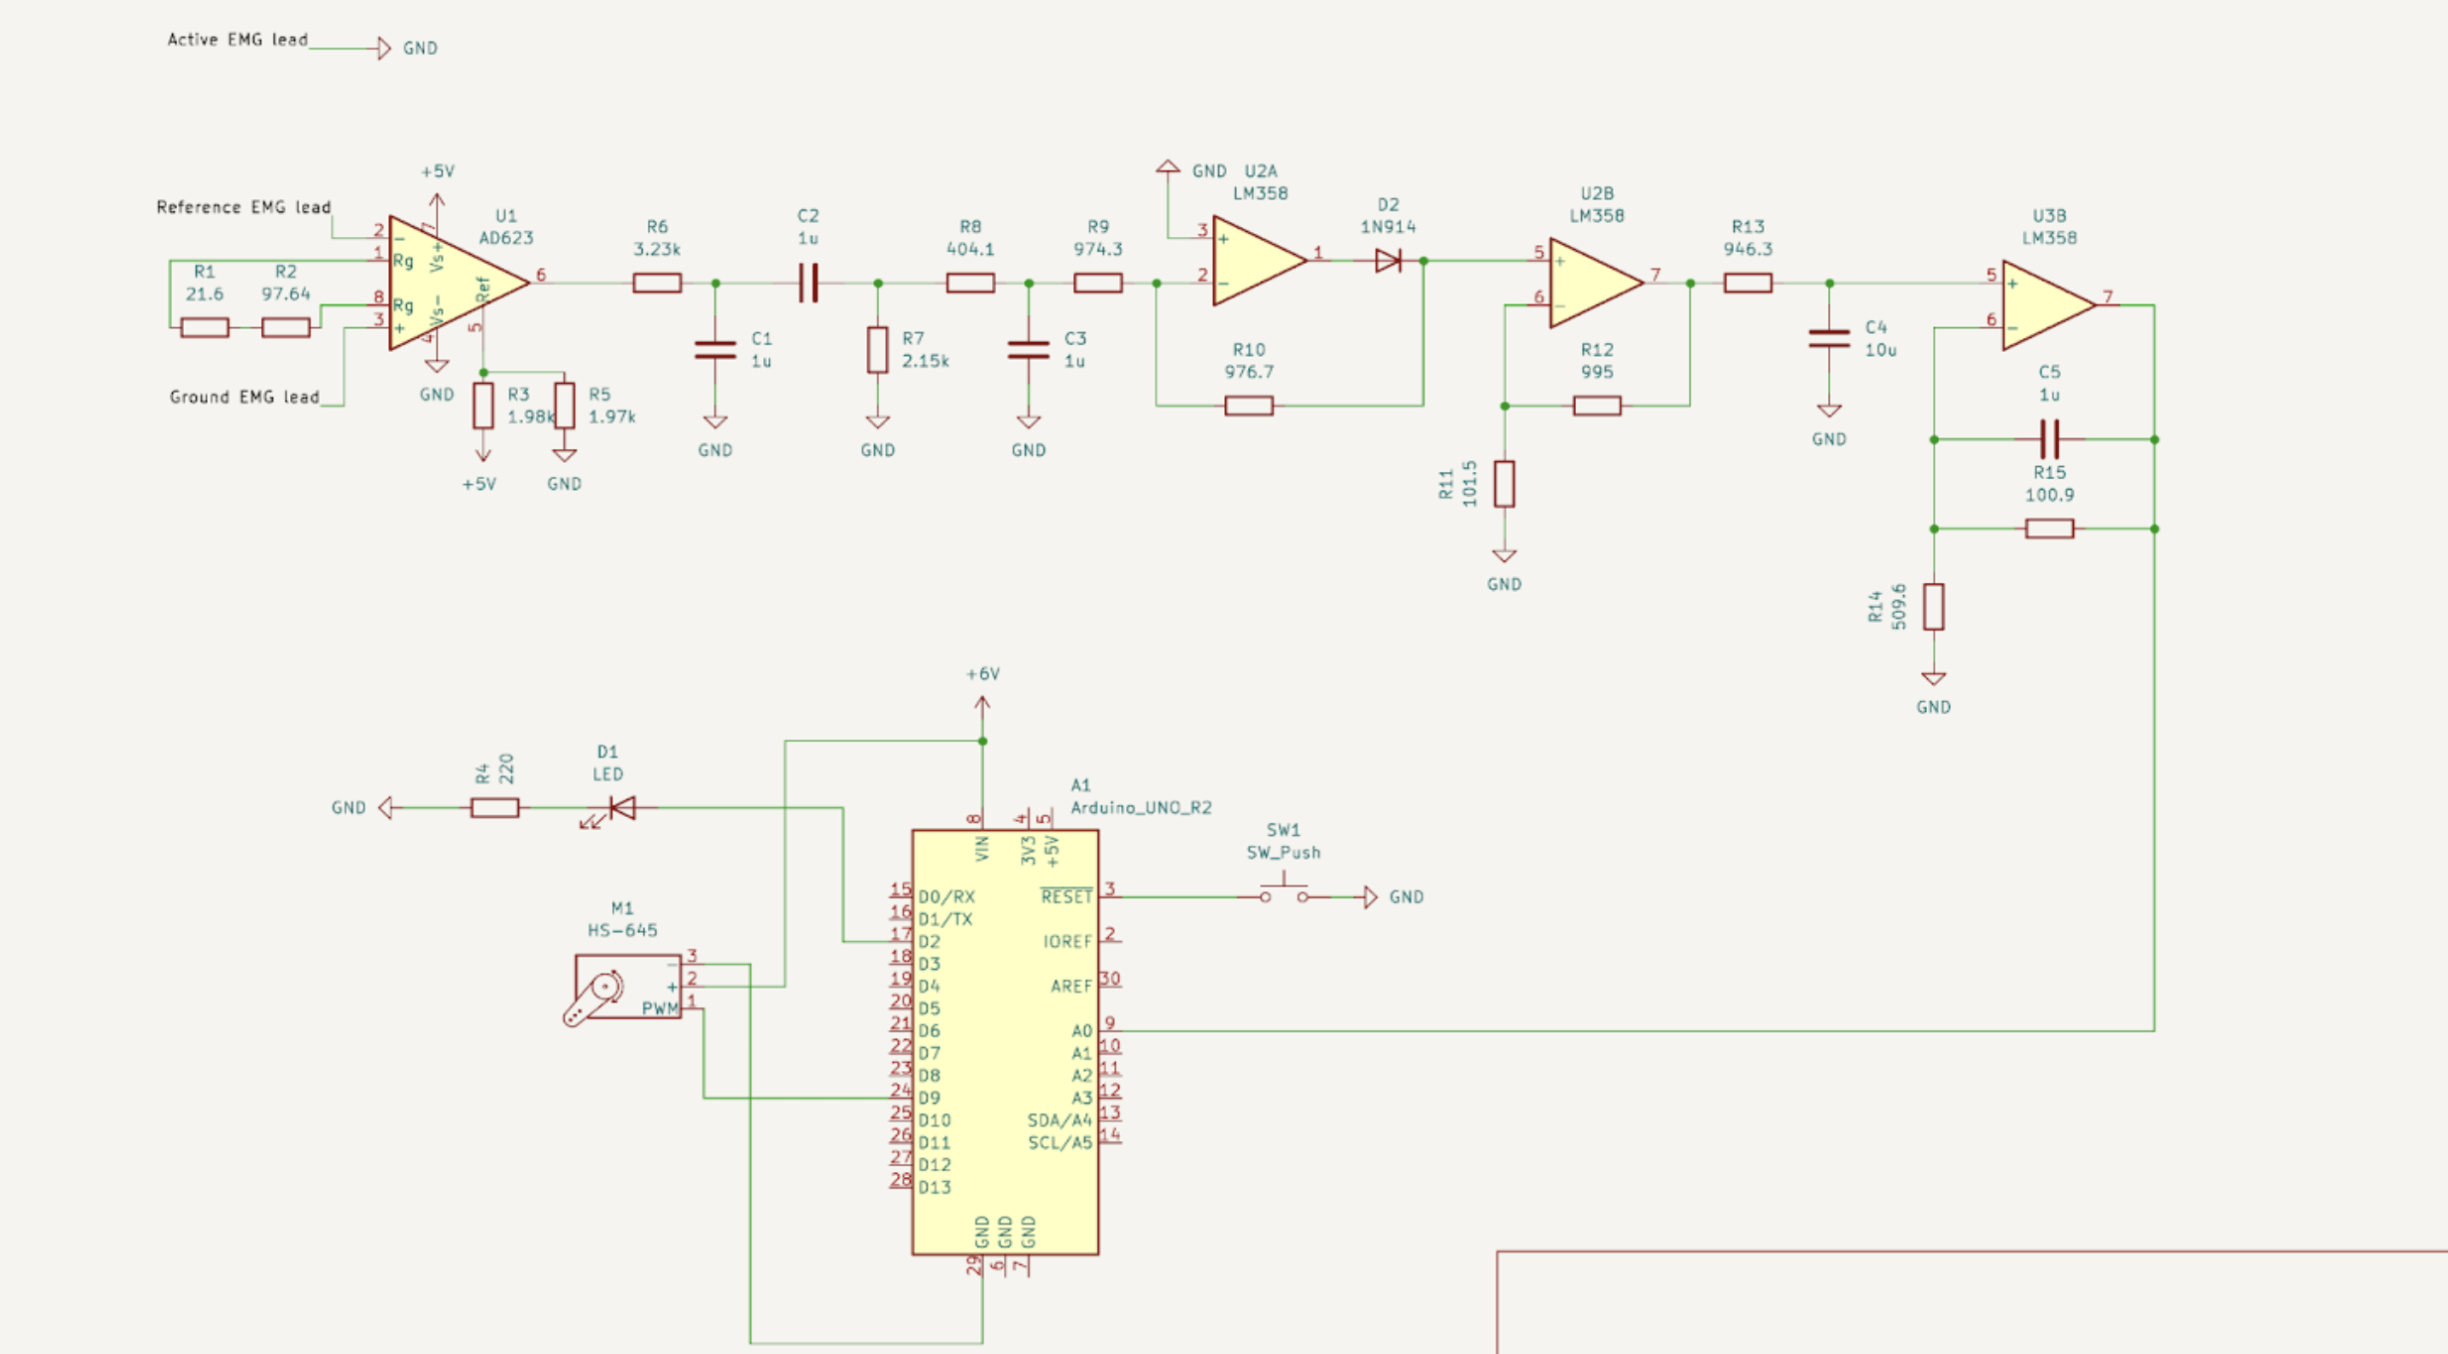 Active EMG lead
GND
+5V
Reference EMG lead
U1
AD623
2
1
8
3
−
Rg
Rg
+
7
Vs+
Vs−
4
Ref
5
6
R1
21.6
R2
97.64
Ground EMG lead
GND
R3
1.98k
R5
1.97k
+5V
GND
R6
3.23k
C1
1u
GND
C2
1u
R7
2.15k
GND
R8
404.1
C3
1u
GND
R9
974.3
GND
U2A
LM358
3
+
2
−
1
R10
976.7
D2
1N914
U2B
LM358
5
+
6
−
7
R12
995
R11
101.5
GND
R13
946.3
C4
10u
GND
U3B
LM358
5
+
6
−
7
C5
1u
R15
100.9
R14
509.6
GND
+6V
GND
R4
220
D1
LED
A1
Arduino_UNO_R2
8
VIN
4
3V3
5
+5V
15 D0/RX
16 D1/TX
17 D2
18 D3
19 D4
20 D5
21 D6
22 D7
23 D8
24 D9
25 D10
26 D11
27 D12
28 D13
RESET 3
IOREF 2
AREF 30
A0 9
A1 10
A2 11
A3 12
SDA/A4 13
SCL/A5 14
GND
GND
GND
29
6
7
SW1
SW_Push
GND
M1
HS-645
− 3
+ 2
PWM 1